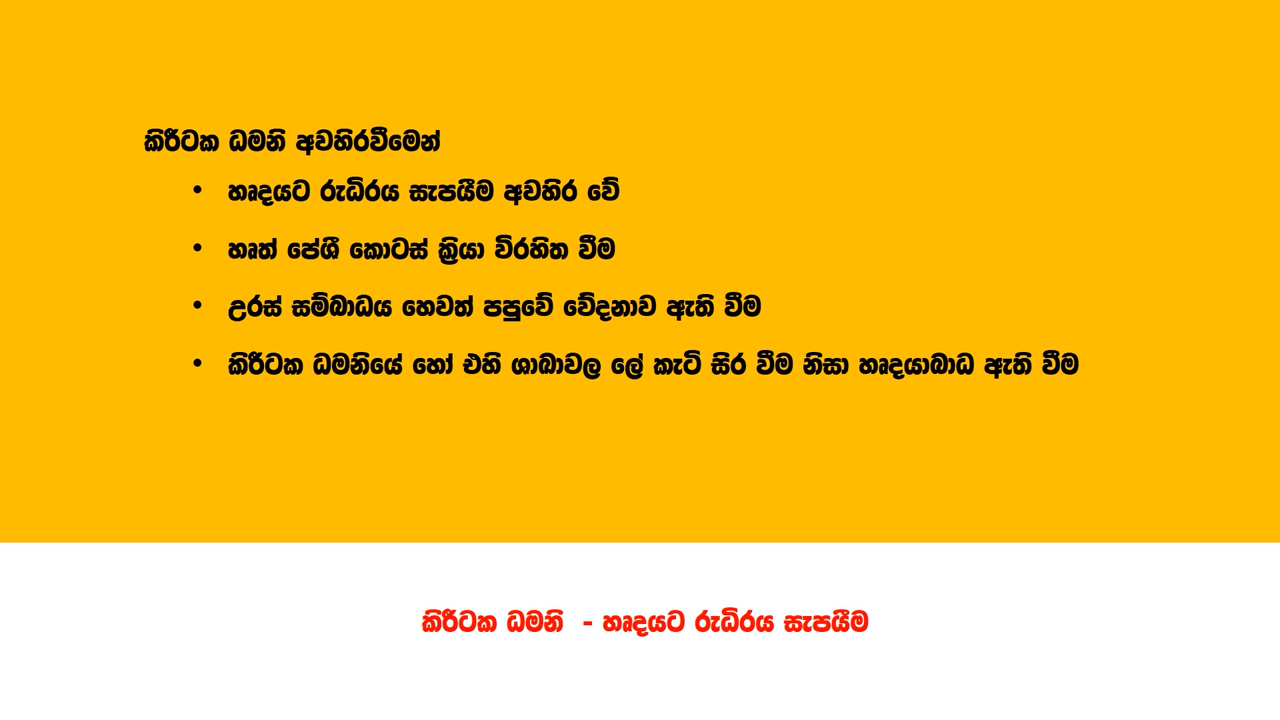 කිරීටක ධමනි අවහිරවීමෙන්
• හෘදයට රුධිරය සැපයීම අවහිර වේ
• හෘත් පේශී කොටස් ක්‍රියා විරහිත වීම
• උරස් සම්බාධය හෙවත් පපුවේ වේදනාව ඇති වීම
• කිරීටක ධමනියේ හෝ එහි ශාඛාවල ලේ කැටි සිර වීම නිසා හෘදයාබාධ ඇති වීම
කිරීටක ධමනි - හෘදයට රුධිරය සැපයීම